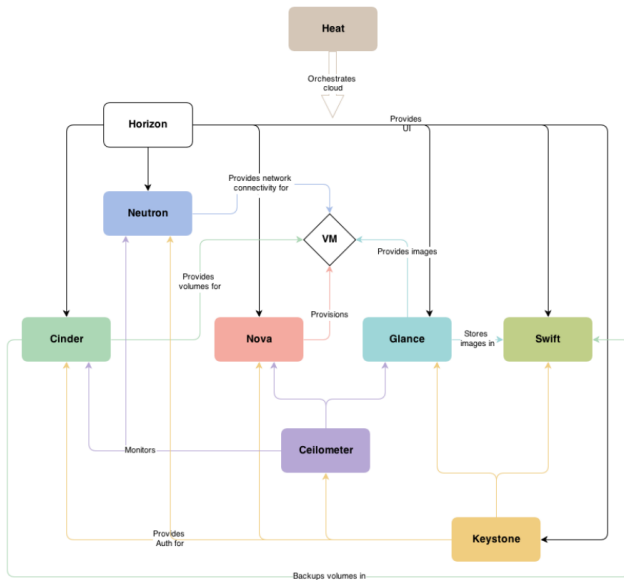 Heat
Orchestrates
cloud
Horizon
Provides
UI
Provides network
connectivity for
Neutron
VM
Provides images
Provides
volumes for
Provisions
Cinder
Nova
Glance
Stores
images in
Swift
Monitors
Ceilometer
Provides
Auth for
Keystone
Backups volumes in